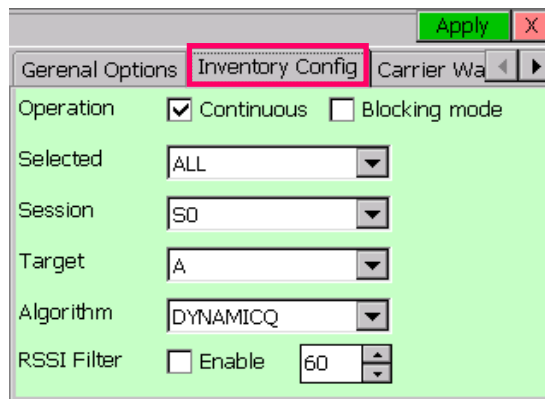 Apply X
Gerenal Options Inventory Config Carrier Wa
Operation Continuous Blocking mode
Selected ALL
Session S0
Target A
Algorithm DYNAMICQ
RSSI Filter Enable 60